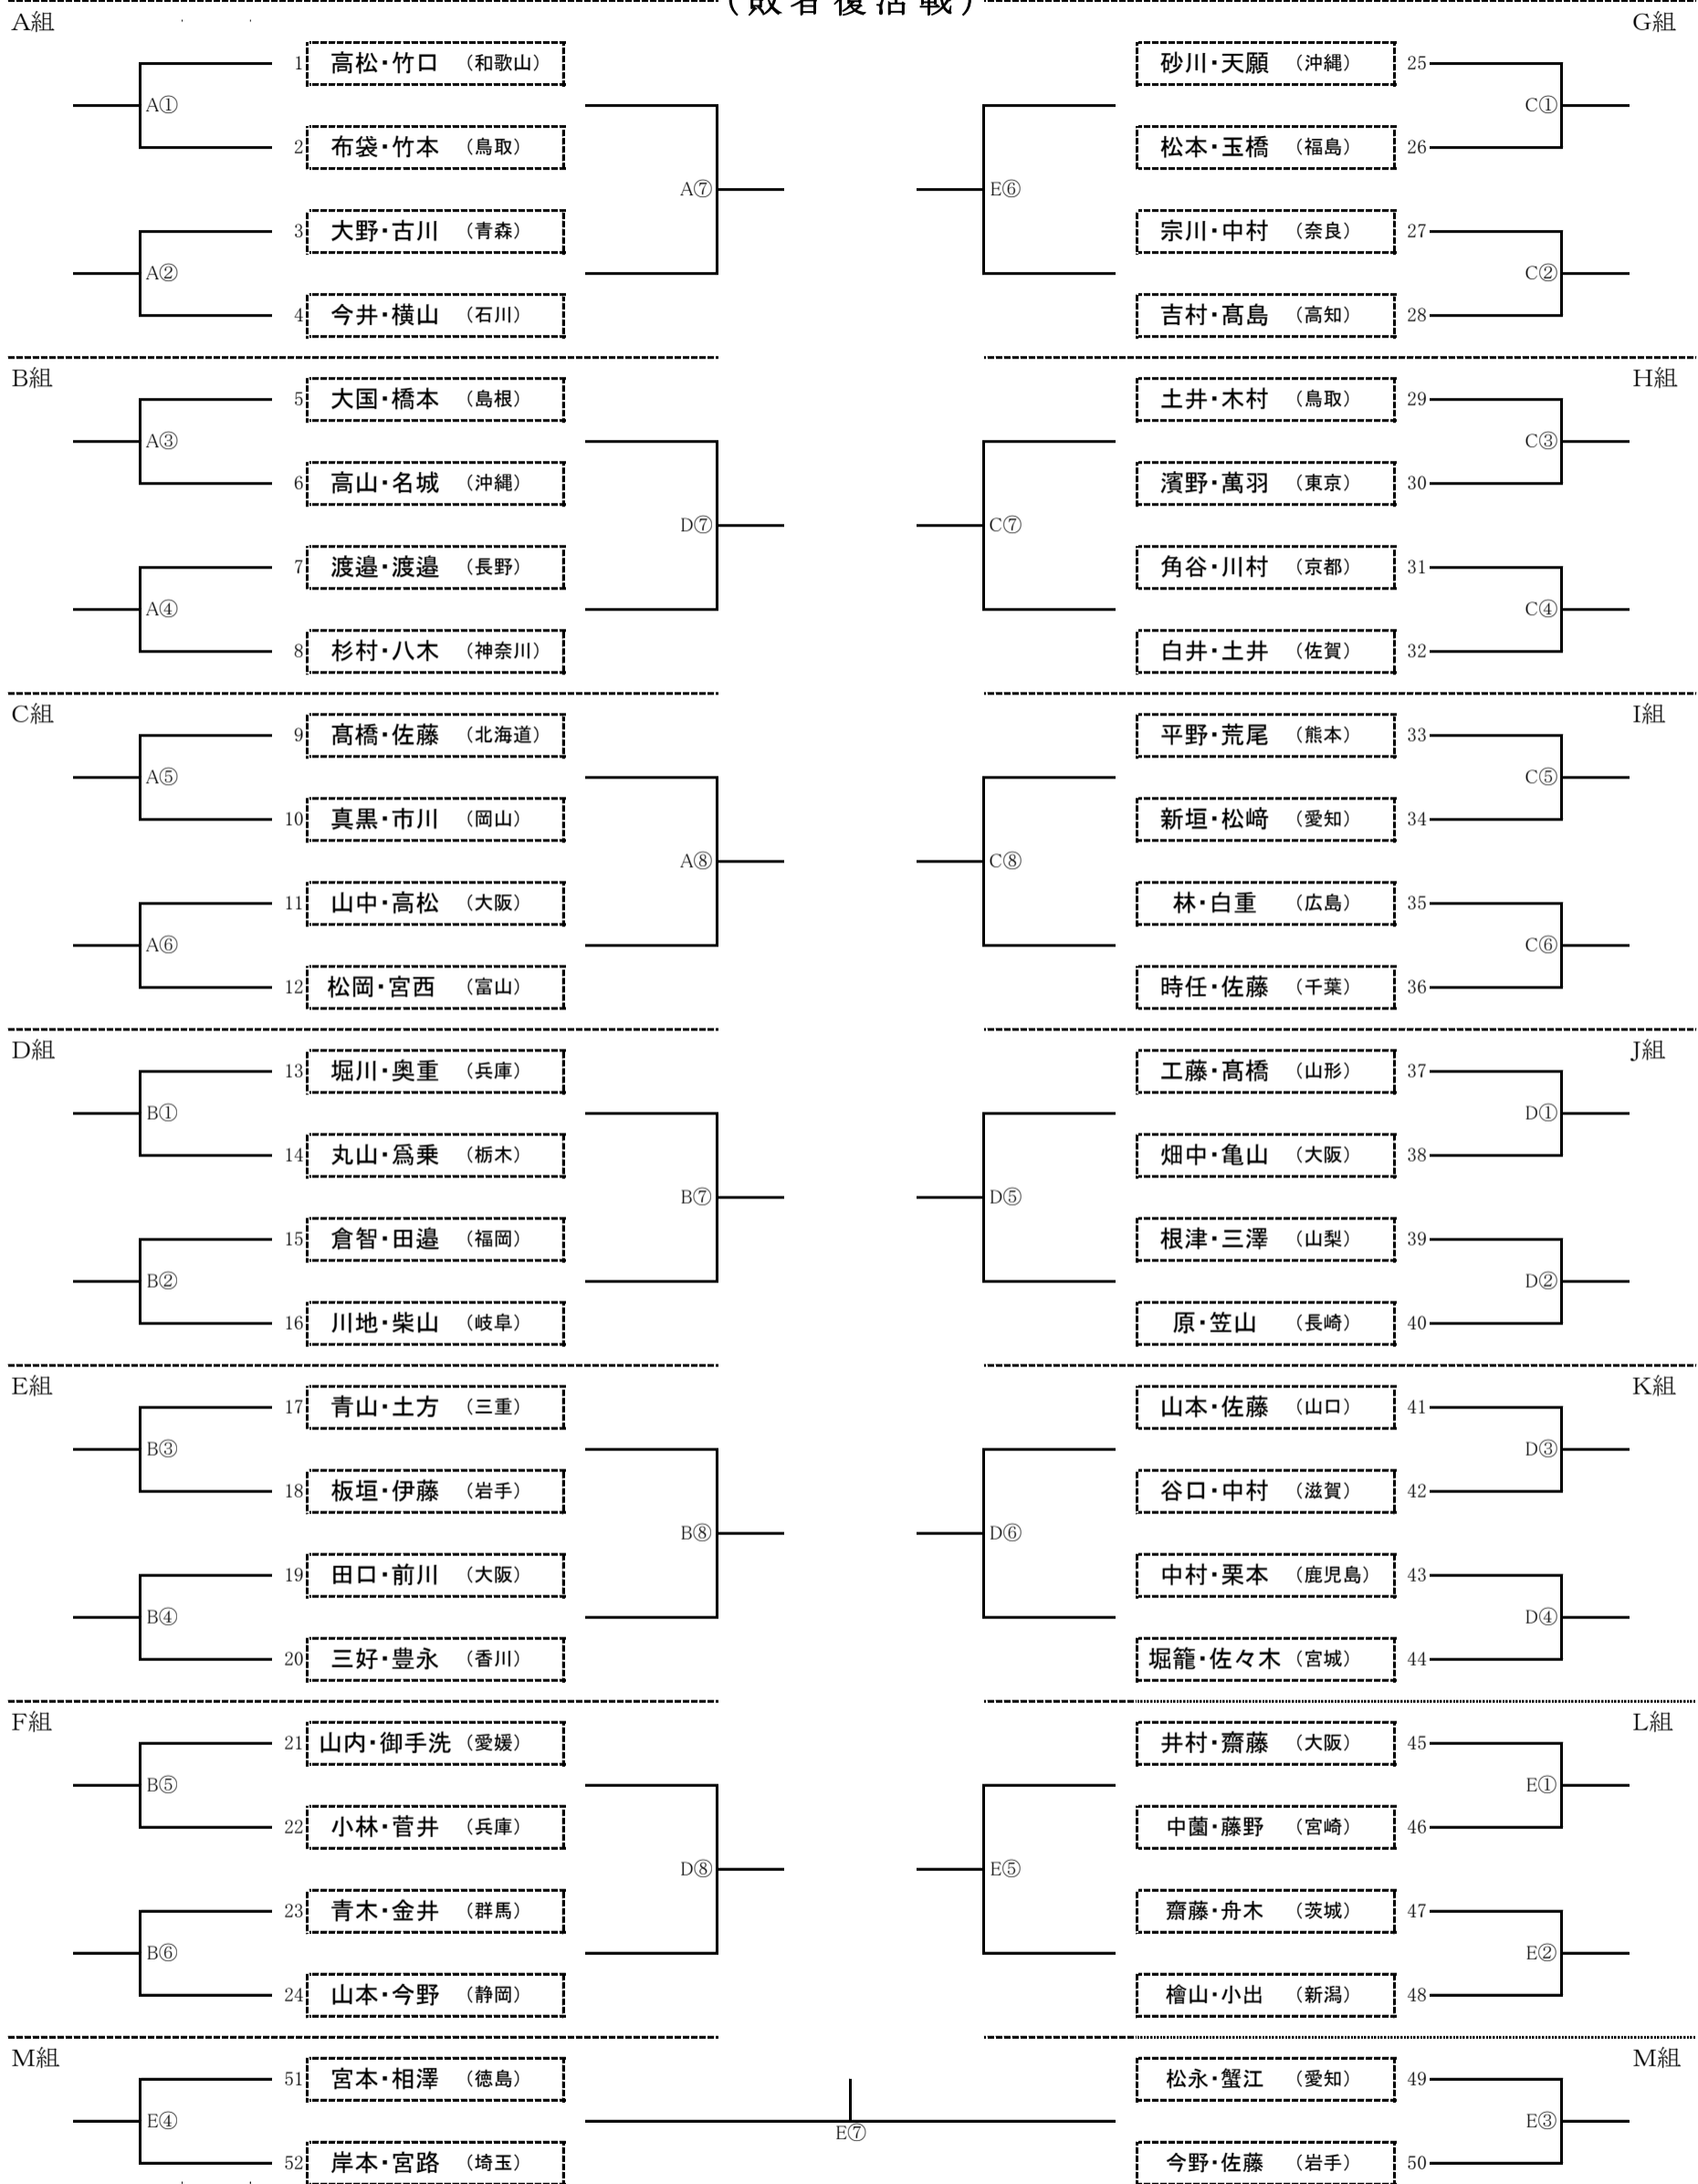 （敗者復活戦）
A組
1 高松・竹口 （和歌山）
A①
2 布袋・竹本 （鳥取）
A⑦
3 大野・古川 （青森）
A②
4 今井・横山 （石川）
B組
5 大国・橋本 （島根）
A③
6 高山・名城 （沖縄）
D⑦
7 渡邉・渡邉 （長野）
A④
8 杉村・八木 （神奈川）
C組
9 髙橋・佐藤 （北海道）
A⑤
10 真黒・市川 （岡山）
A⑧
11 山中・高松 （大阪）
A⑥
12 松岡・宮西 （富山）
D組
13 堀川・奥重 （兵庫）
B①
14 丸山・爲乗 （栃木）
B⑦
15 倉智・田邉 （福岡）
B②
16 川地・柴山 （岐阜）
E組
17 青山・土方 （三重）
B③
18 板垣・伊藤 （岩手）
B⑧
19 田口・前川 （大阪）
B④
20 三好・豊永 （香川）
F組
21 山内・御手洗 （愛媛）
B⑤
22 小林・菅井 （兵庫）
D⑧
23 青木・金井 （群馬）
B⑥
24 山本・今野 （静岡）
M組
51 宮本・相澤 （徳島）
E④
52 岸本・宮路 （埼玉）
E⑦
G組
砂川・天願 （沖縄） 25
C①
松本・玉橋 （福島） 26
E⑥
宗川・中村 （奈良） 27
C②
吉村・髙島 （高知） 28
H組
土井・木村 （鳥取） 29
C③
濱野・萬羽 （東京） 30
C⑦
角谷・川村 （京都） 31
C④
白井・土井 （佐賀） 32
I組
平野・荒尾 （熊本） 33
C⑤
新垣・松﨑 （愛知） 34
C⑧
林・白重 （広島） 35
C⑥
時任・佐藤 （千葉） 36
J組
工藤・髙橋 （山形） 37
D①
畑中・亀山 （大阪） 38
D⑤
根津・三澤 （山梨） 39
D②
原・笠山 （長崎） 40
K組
山本・佐藤 （山口） 41
D③
谷口・中村 （滋賀） 42
D⑥
中村・栗本 （鹿児島） 43
D④
堀籠・佐々木 （宮城） 44
L組
井村・齋藤 （大阪） 45
E①
中薗・藤野 （宮崎） 46
E⑤
齋藤・舟木 （茨城） 47
E②
檜山・小出 （新潟） 48
M組
松永・蟹江 （愛知） 49
E③
今野・佐藤 （岩手） 50